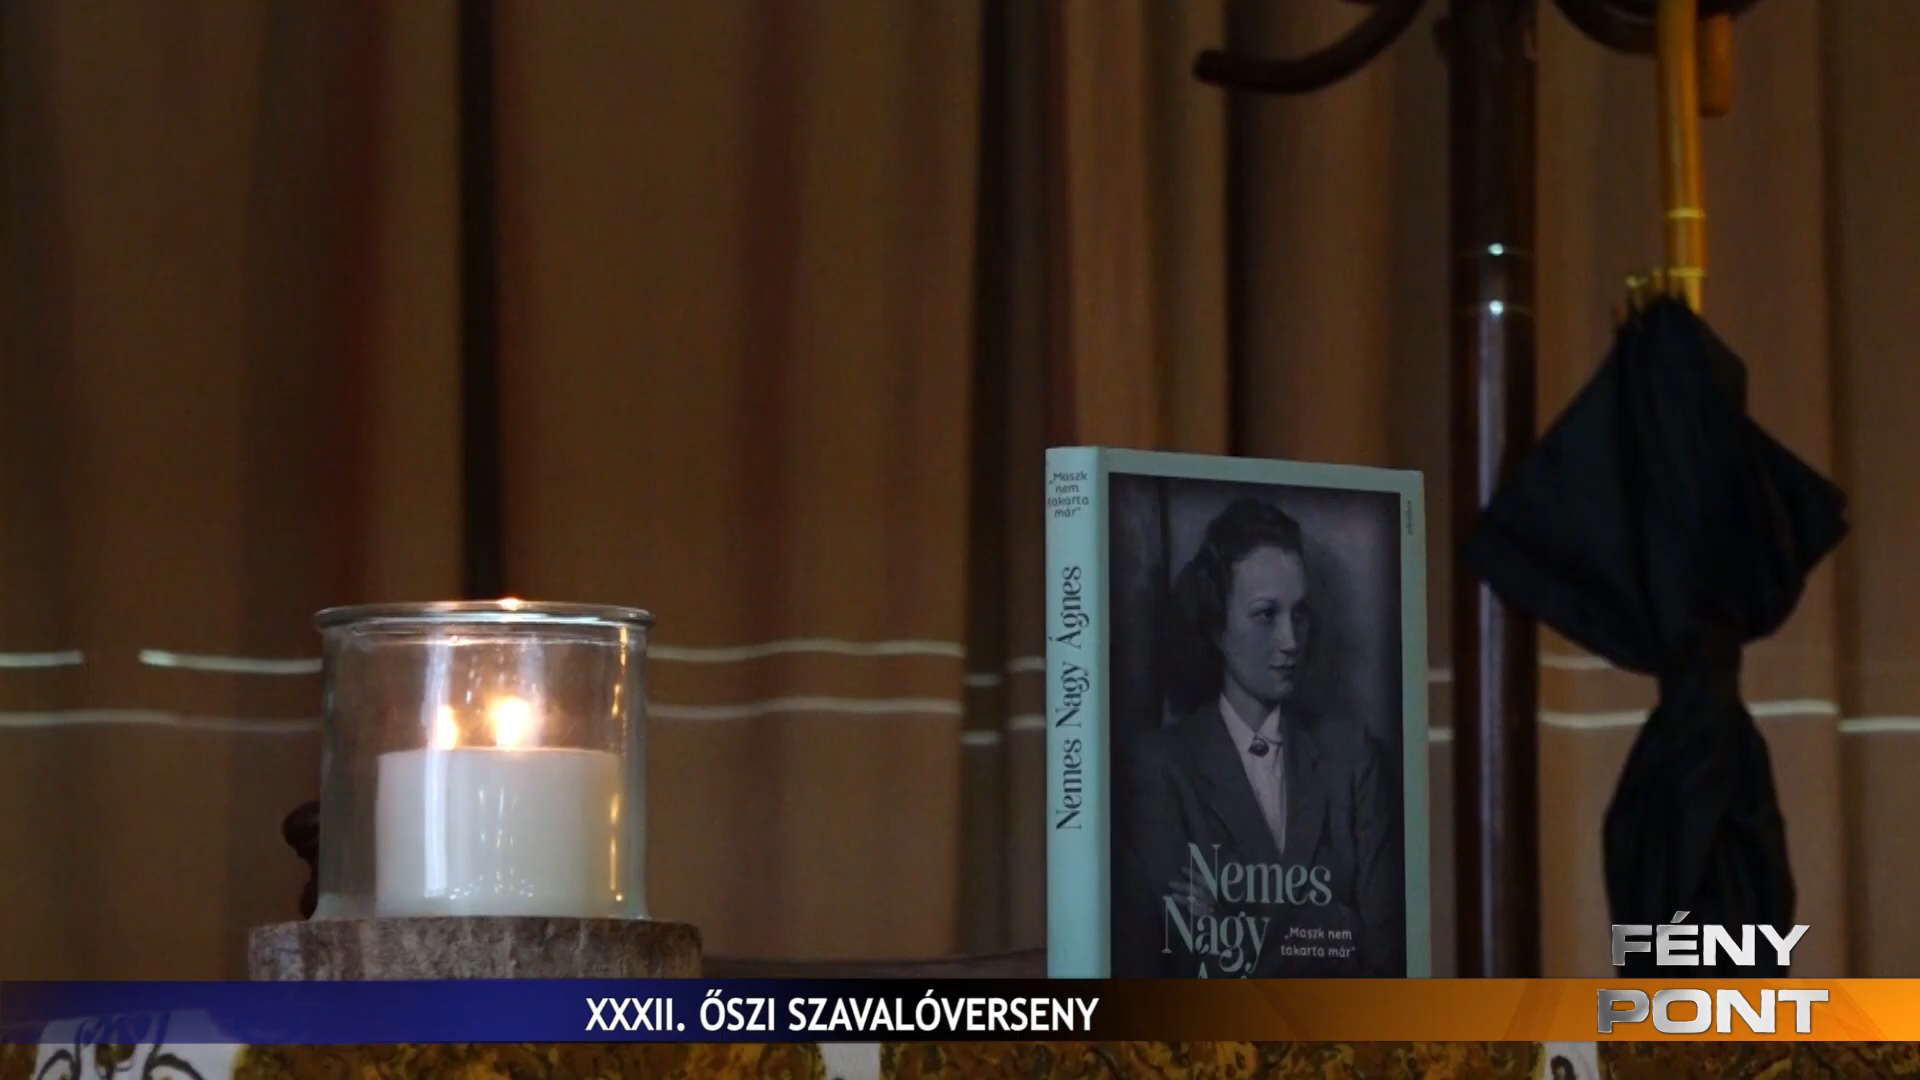 „Maszk
nem
takarta
már”
Nemes Nagy Ágnes
Nemes
Nagy
„Maszk nem
takarta már”
XXXII. ŐSZI SZAVALÓVERSENY
FÉNY
PONT